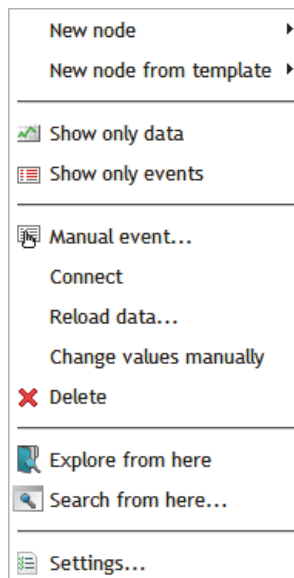 New node
New node from template
Show only data
Show only events
Manual event...
Connect
Reload data...
Change values manually
Delete
Explore from here
Search from here...
Settings...